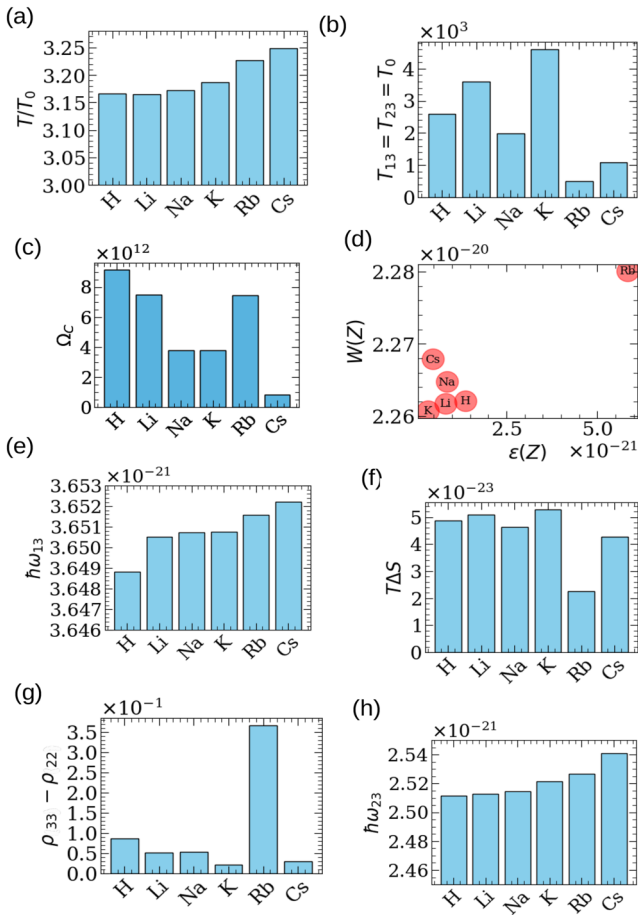 (a)
T/T₀
3.25
3.20
3.15
3.10
3.05
3.00
H Li Na K Rb Cs
(b)
×10³
T₁₃ = T₂₃ = T₀
4
3
2
1
0
H Li Na K Rb Cs
(c)
×10¹²
Ω_C
8
6
4
2
0
H Li Na K Rb Cs
(d)
×10⁻²⁰
W(Z)
2.28
2.27
2.26
Rb
Cs
Na
Li
H
K
2.5 5.0
ε(Z) ×10⁻²¹
(e)
×10⁻²¹
ħω₁₃
3.653
3.652
3.651
3.650
3.649
3.648
3.647
3.646
H Li Na K Rb Cs
(f)
×10⁻²³
TΔS
5
4
3
2
1
0
H Li Na K Rb Cs
(g)
×10⁻¹
ρ₃₃ − ρ₂₂
3.5
3.0
2.5
2.0
1.5
1.0
0.5
0.0
H Li Na K Rb Cs
(h)
×10⁻²¹
ħω₂₃
2.54
2.52
2.50
2.48
2.46
H Li Na K Rb Cs